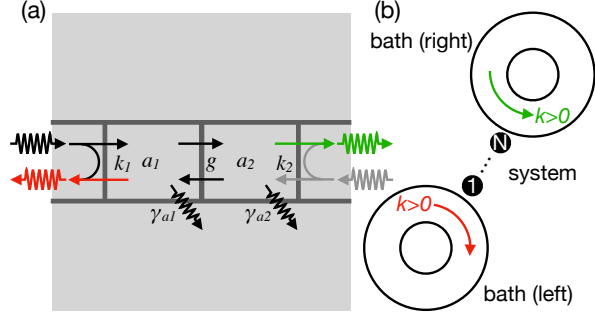 (a)
k1 a1 g a2 k2
γa1 γa2
(b)
bath (right)
k>0
N
system
1
k>0
bath (left)